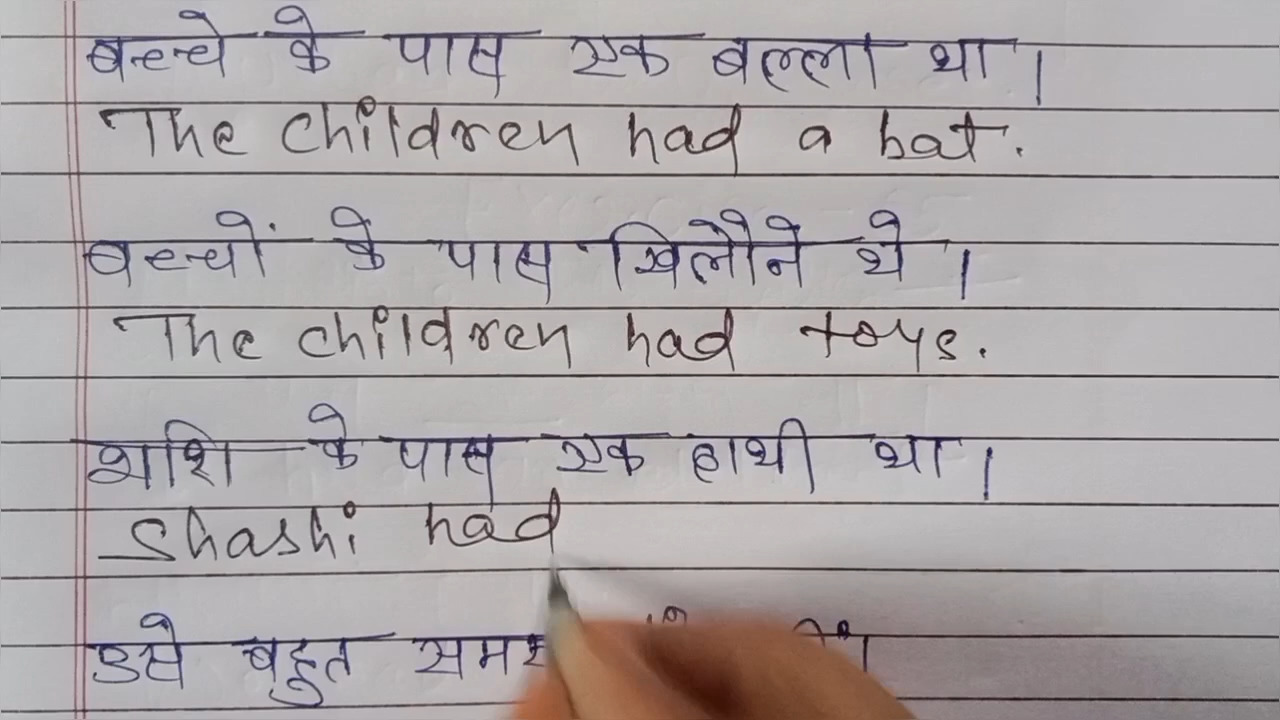 बच्चे के पास एक बल्ला था।
The children had a bat.
बच्चों के पास खिलौने थे।
The children had toys.
शशि के पास एक हाथी था।
Shashi had
उसे बहुत